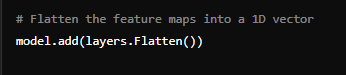 # Flatten the feature maps into a 1D vector
model.add(layers.Flatten())